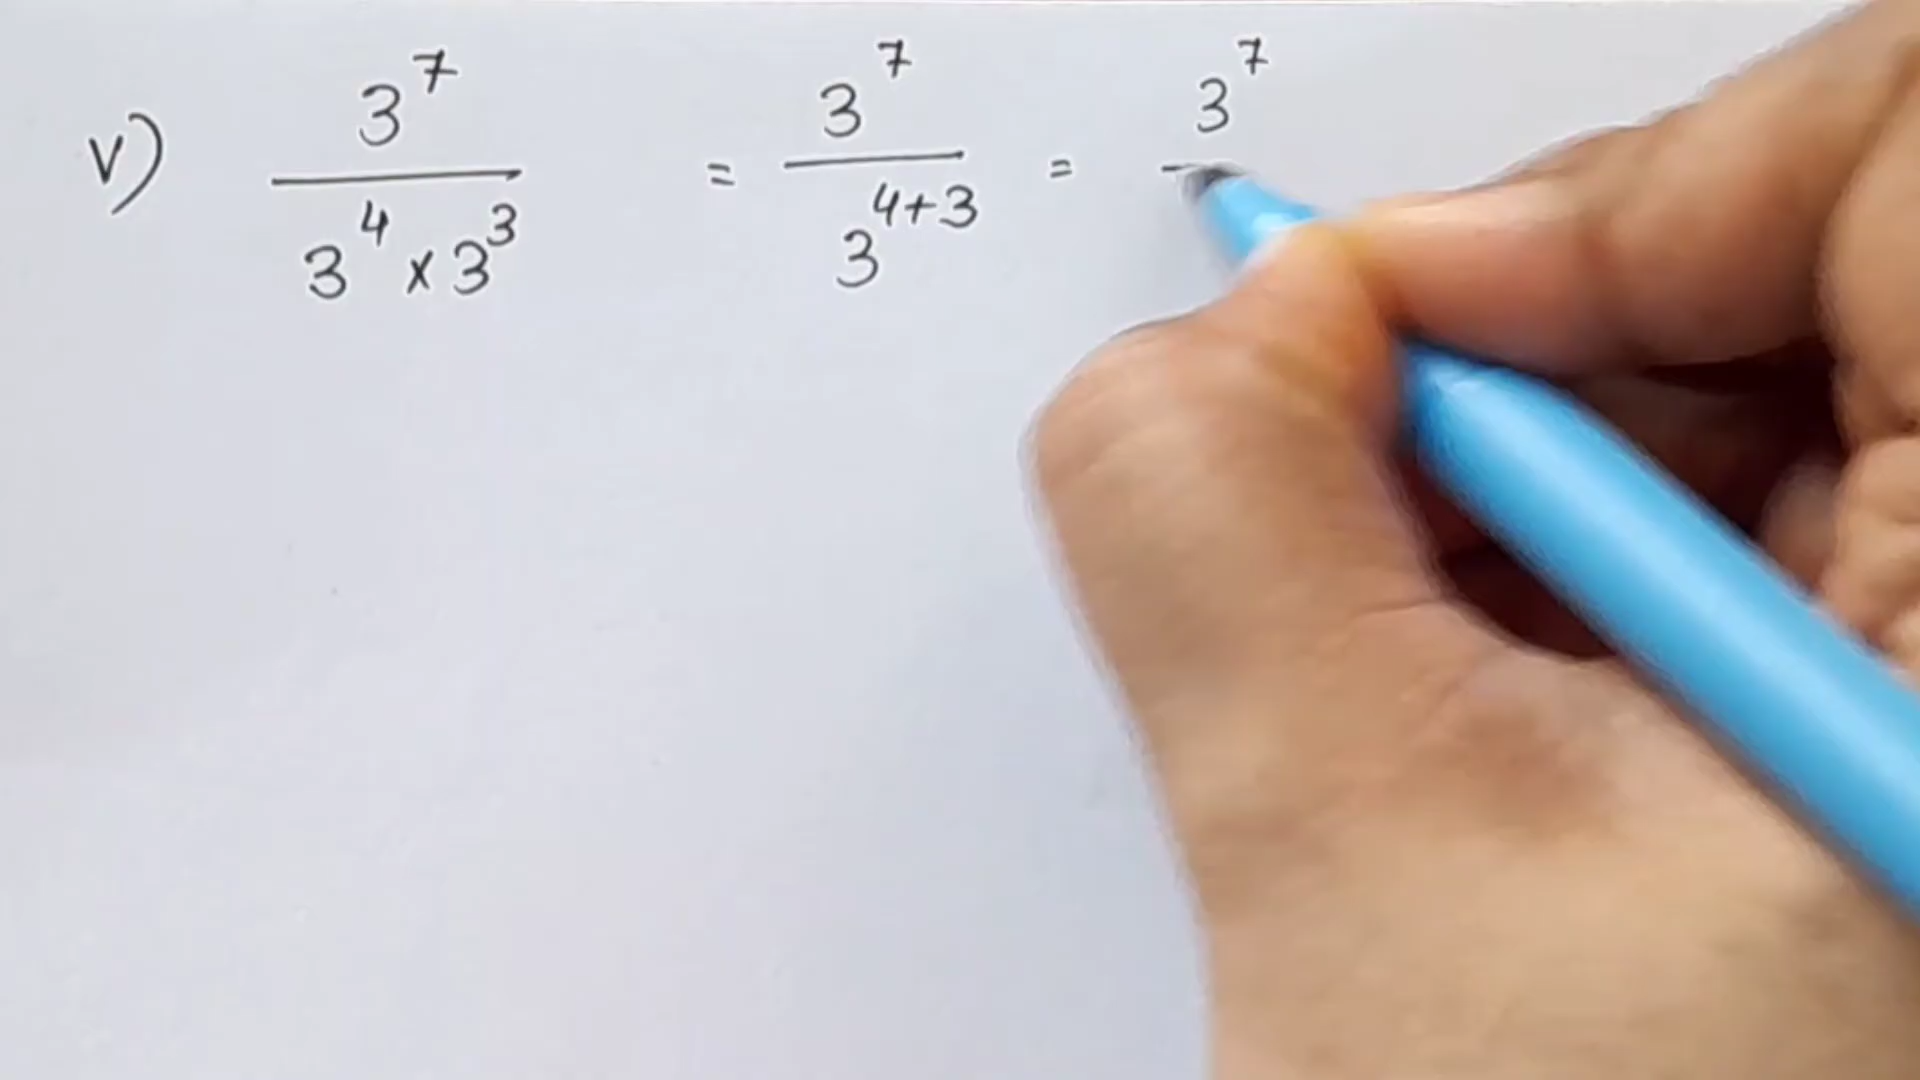 v) 3^7 / (3^4 × 3^3) = 3^7 / 3^(4+3) = 3^7 /